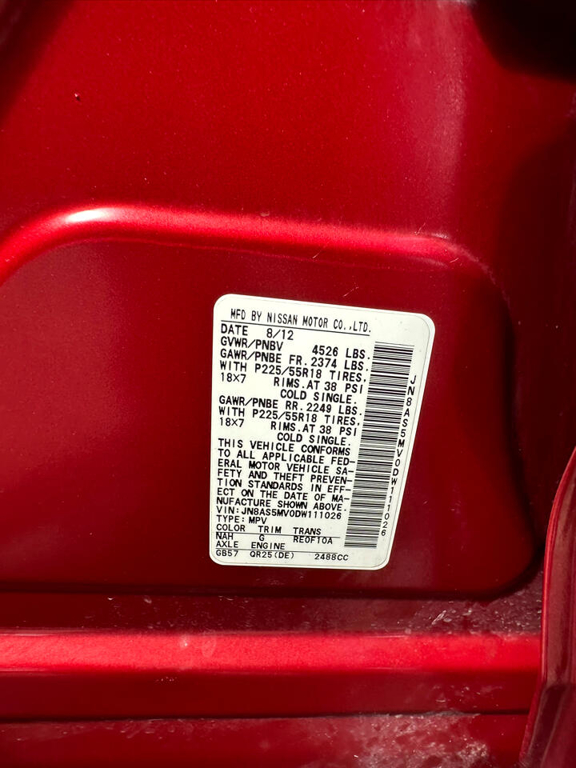 MFD BY NISSAN MOTOR CO.,LTD.
DATE 8/12
GVWR/PNBV 4526 LBS.
GAWR/PNBE FR. 2374 LBS.
WITH P225/55R18 TIRES,
18X7 RIMS.AT 38 PSI
COLD SINGLE.
GAWR/PNBE RR. 2249 LBS.
WITH P225/55R18 TIRES,
18X7 RIMS.AT 38 PSI
COLD SINGLE.
THIS VEHICLE CONFORMS
TO ALL APPLICABLE FED-
ERAL MOTOR VEHICLE SA-
FETY AND THEFT PREVEN-
TION STANDARDS IN EFF-
ECT ON THE DATE OF MA-
NUFACTURE SHOWN ABOVE.
VIN:JN8AS5MV0DW111026
TYPE:MPV
COLOR TRIM TRANS
NAH G RE0F10A
AXLE ENGINE
GB57 QR25(DE) 2488CC
JN8AS5MV0DW111026